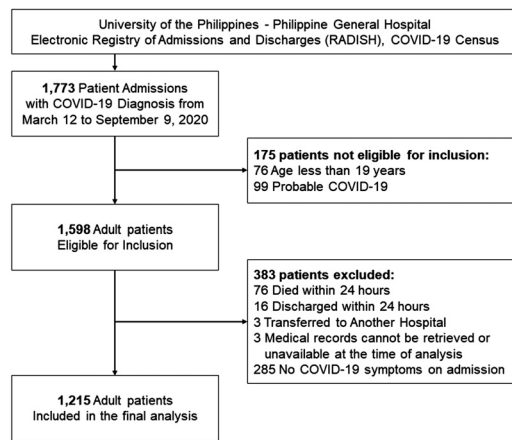 University of the Philippines - Philippine General Hospital
Electronic Registry of Admissions and Discharges (RADISH), COVID-19 Census
1,773 Patient Admissions
with COVID-19 Diagnosis from
March 12 to September 9, 2020
175 patients not eligible for inclusion:
76 Age less than 19 years
99 Probable COVID-19
1,598 Adult patients
Eligible for Inclusion
383 patients excluded:
76 Died within 24 hours
16 Discharged within 24 hours
3 Transferred to Another Hospital
3 Medical records cannot be retrieved or
unavailable at the time of analysis
285 No COVID-19 symptoms on admission
1,215 Adult patients
Included in the final analysis